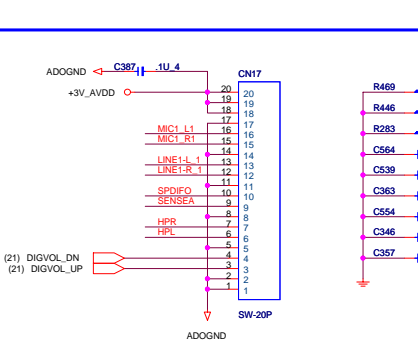 ADOGND C387 .1U_4
CN17
+3V_AVDD
20 20
19 19
18 18
17 17
MIC1_L1 16 16
MIC1_R1 15 15
14 14
LINE1-L_1 13 13
LINE1-R_1 12 12
11 11
SPDIFO 10 10
SENSEA 9 9
8 8
HPR 7 7
HPL 6 6
5 5
(21) DIGVOL_DN 4 4
(21) DIGVOL_UP 3 3
2 2
1 1
SW-20P
ADOGND
R469
R446
R283
C564
C539
C363
C554
C346
C357